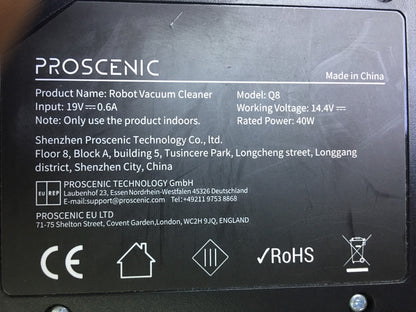 PROSCENIC
Made in China
Product Name: Robot Vacuum Cleaner Model: Q8
Input: 19V⎓0.6A Working Voltage: 14.4V⎓
Note: Only use the product indoors. Rated Power: 40W
Shenzhen Proscenic Technology Co., ltd.
Floor 8, Block A, building 5, Tusincere Park, Longcheng street, Longgang
district, Shenzhen City, China
EU REP PROSCENIC TECHNOLOGY GmbH
Laubenhof 23, Essen Nordrhein-Westfalen 45326 Deutschland
E-mail:support@proscenic.com Tel:+49211 9753 8868
PROSCENIC EU LTD
71-75 Shelton Street, Covent Garden,London, WC2H 9JQ, ENGLAND
CE III ✓RoHS